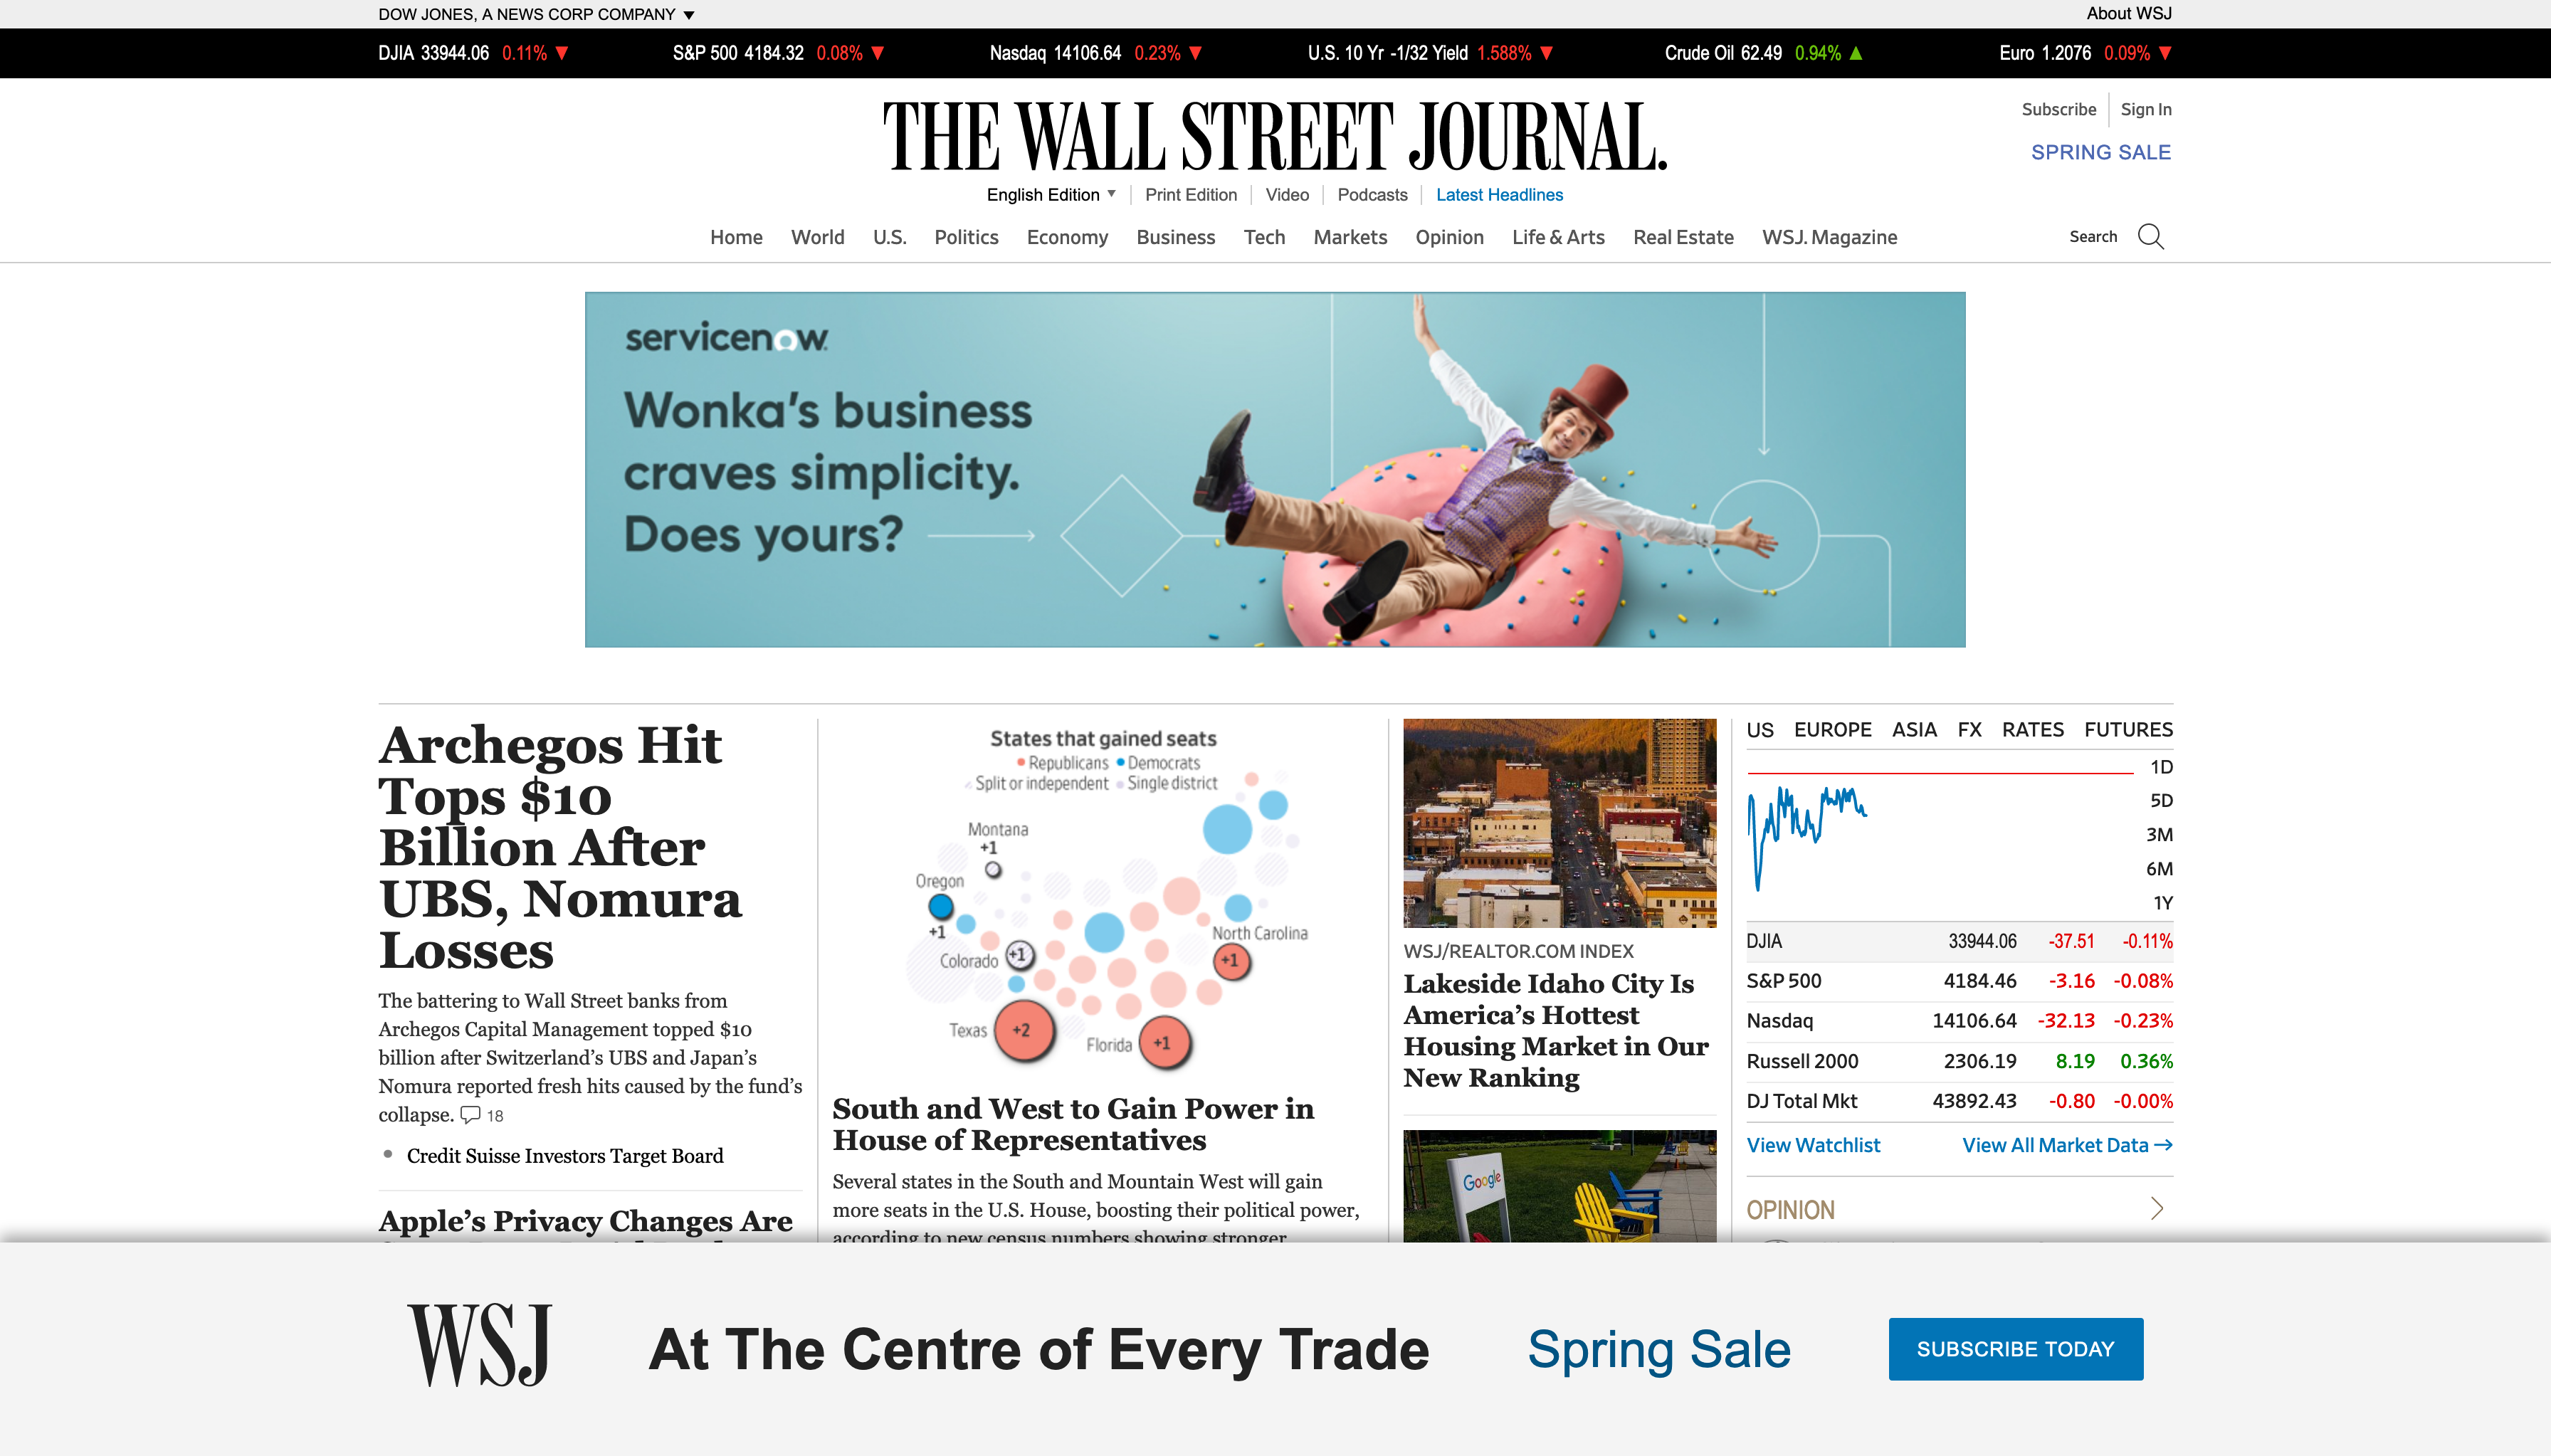 DOW JONES, A NEWS CORP COMPANY ▼
About WSJ
DJIA 33944.06 0.11% ▼
S&P 500 4184.32 0.08% ▼
Nasdaq 14106.64 0.23% ▼
U.S. 10 Yr -1/32 Yield 1.588% ▼
Crude Oil 62.49 0.94% ▲
Euro 1.2076 0.09% ▼
THE WALL STREET JOURNAL.
Subscribe
Sign In
SPRING SALE
English Edition ▼
Print Edition
Video
Podcasts
Latest Headlines
Home World U.S. Politics Economy Business Tech Markets Opinion Life & Arts Real Estate WSJ. Magazine
Search
servicenow.
Wonka's business
craves simplicity.
Does yours?
Archegos Hit
Tops $10
Billion After
UBS, Nomura
Losses
The battering to Wall Street banks from
Archegos Capital Management topped $10
billion after Switzerland's UBS and Japan's
Nomura reported fresh hits caused by the fund's
collapse. 18
• Credit Suisse Investors Target Board
Apple's Privacy Changes Are
States that gained seats
Republicans Democrats
Split or independent Single district
Montana
+1
Oregon
+1
North Carolina
+1
Colorado +1
Texas +2
Florida +1
South and West to Gain Power in
House of Representatives
Several states in the South and Mountain West will gain
more seats in the U.S. House, boosting their political power,
according to new census numbers showing stronger
WSJ/REALTOR.COM INDEX
Lakeside Idaho City Is
America's Hottest
Housing Market in Our
New Ranking
Google
US EUROPE ASIA FX RATES FUTURES
1D
5D
3M
6M
1Y
DJIA 33944.06 -37.51 -0.11%
S&P 500 4184.46 -3.16 -0.08%
Nasdaq 14106.64 -32.13 -0.23%
Russell 2000 2306.19 8.19 0.36%
DJ Total Mkt 43892.43 -0.80 -0.00%
View Watchlist
View All Market Data →
OPINION
WSJ
At The Centre of Every Trade
Spring Sale
SUBSCRIBE TODAY